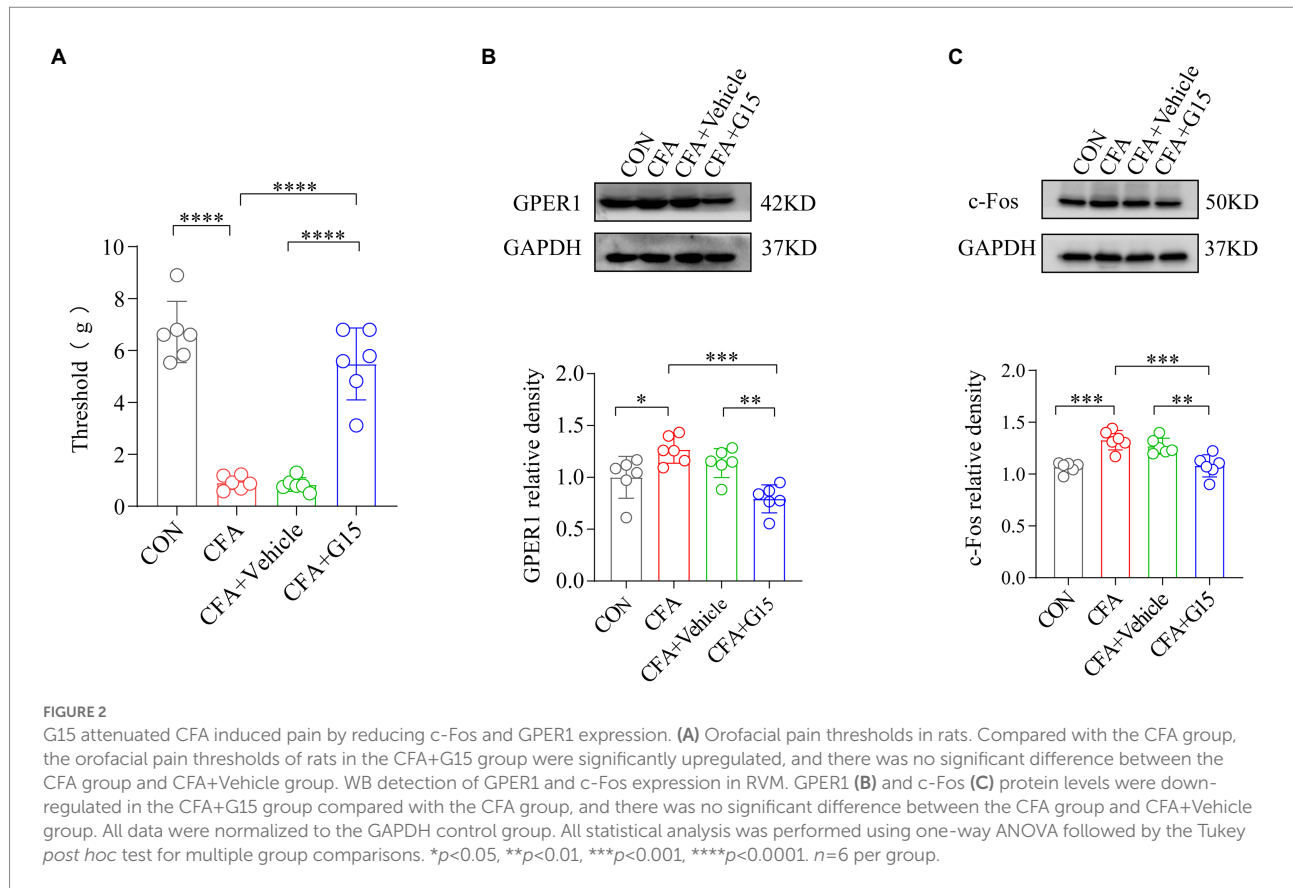 A
B
C
CON
CFA
CFA+Vehicle
CFA+G15
GPER1
42KD
GAPDH
37KD
CON
CFA
CFA+Vehicle
CFA+G15
c-Fos
50KD
GAPDH
37KD
****
****
****
Threshold ( g )
10
8
6
4
2
0
CON
CFA
CFA+Vehicle
CFA+G15
***
*
**
GPER1 relative density
2.0
1.5
1.0
0.5
0.0
CON
CFA
CFA+Vehicle
CFA+G15
***
***
**
c-Fos relative density
2.0
1.5
1.0
0.5
0.0
CON
CFA
CFA+Vehicle
CFA+G15
FIGURE 2
G15 attenuated CFA induced pain by reducing c-Fos and GPER1 expression. (A) Orofacial pain thresholds in rats. Compared with the CFA group,
the orofacial pain thresholds of rats in the CFA+G15 group were significantly upregulated, and there was no significant difference between the
CFA group and CFA+Vehicle group. WB detection of GPER1 and c-Fos expression in RVM. GPER1 (B) and c-Fos (C) protein levels were down-
regulated in the CFA+G15 group compared with the CFA group, and there was no significant difference between the CFA group and CFA+Vehicle
group. All data were normalized to the GAPDH control group. All statistical analysis was performed using one-way ANOVA followed by the Tukey
post hoc test for multiple group comparisons. *p<0.05, **p<0.01, ***p<0.001, ****p<0.0001. n=6 per group.